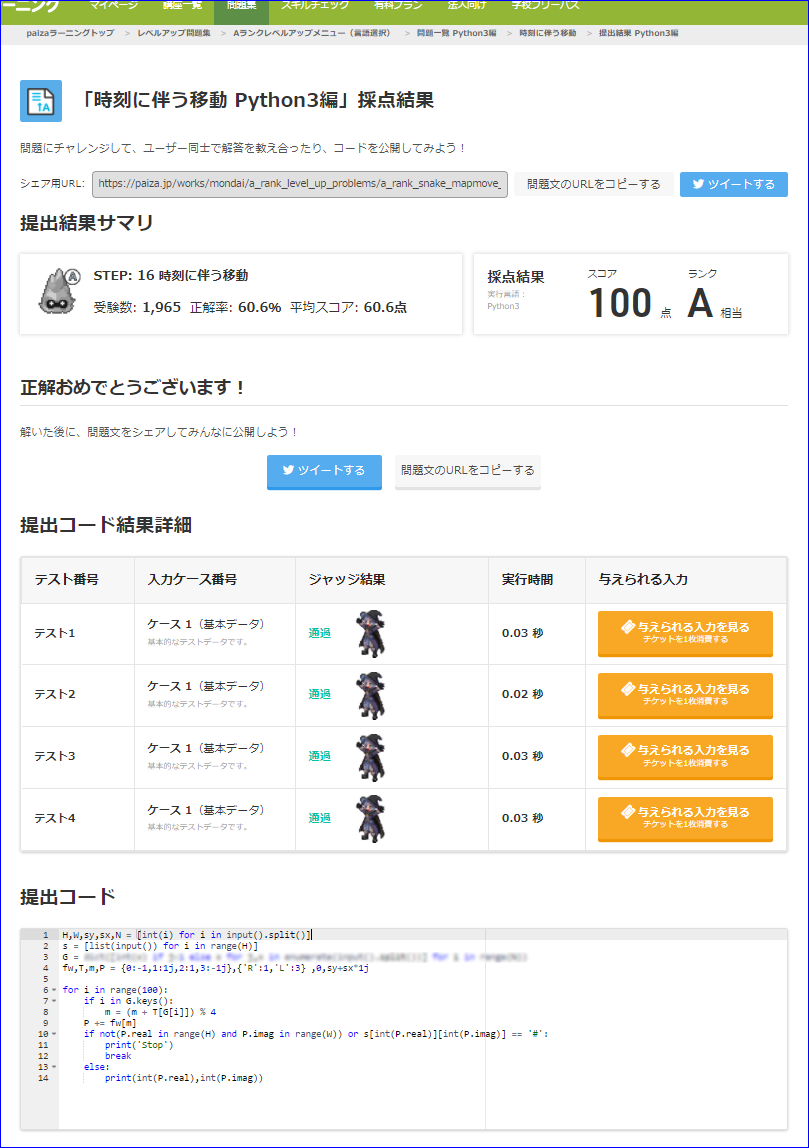 ーニング マイページ 講座一覧 問題集 スキルチェック 有料プラン 法人向け 学校フリーパス
paizaラーニングトップ > レベルアップ問題集 > Aランクレベルアップメニュー（言語選択） > 問題一覧 Python3編 > 時刻に伴う移動 > 提出結果 Python3編
「時刻に伴う移動 Python3編」採点結果
問題にチャレンジして、ユーザー同士で解答を教え合ったり、コードを公開してみよう！
シェア用URL: https://paiza.jp/works/mondai/a_rank_level_up_problems/a_rank_snake_mapmove_ 問題文のURLをコピーする ツイートする
提出結果サマリ
STEP: 16 時刻に伴う移動
受験数: 1,965 正解率: 60.6% 平均スコア: 60.6点
採点結果
実行言語：
Python3
スコア
100 点
ランク
A 相当
正解おめでとうございます！
解いた後に、問題文をシェアしてみんなに公開しよう！
ツイートする 問題文のURLをコピーする
提出コード結果詳細
テスト番号 入力ケース番号 ジャッジ結果 実行時間 与えられる入力
テスト1 ケース 1（基本データ） 通過 0.03 秒 与えられる入力を見る
基本的なテストデータです。 チケットを1枚消費する
テスト2 ケース 1（基本データ） 通過 0.02 秒 与えられる入力を見る
基本的なテストデータです。 チケットを1枚消費する
テスト3 ケース 1（基本データ） 通過 0.03 秒 与えられる入力を見る
基本的なテストデータです。 チケットを1枚消費する
テスト4 ケース 1（基本データ） 通過 0.03 秒 与えられる入力を見る
基本的なテストデータです。 チケットを1枚消費する
提出コード
1 H,W,sy,sx,N = [int(i) for i in input().split()]
2 s = [list(input()) for i in range(H)]
3 G =
4 fw,T,m,P = {0:-1,1:1j,2:1,3:-1j},{'R':1,'L':3} ,0,sy+sx*1j
5
6 for i in range(100):
7 if i in G.keys():
8 m = (m + T[G[i]]) % 4
9 P += fw[m]
10 if not(P.real in range(H) and P.imag in range(W)) or s[int(P.real)][int(P.imag)] == '#':
11 print('Stop')
12 break
13 else:
14 print(int(P.real),int(P.imag))